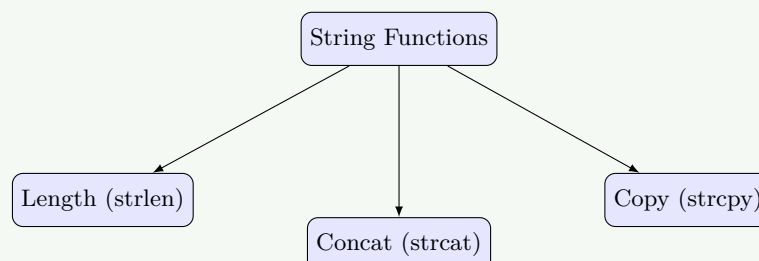 String Functions
Length (strlen)
Copy (strcpy)
Concat (strcat)